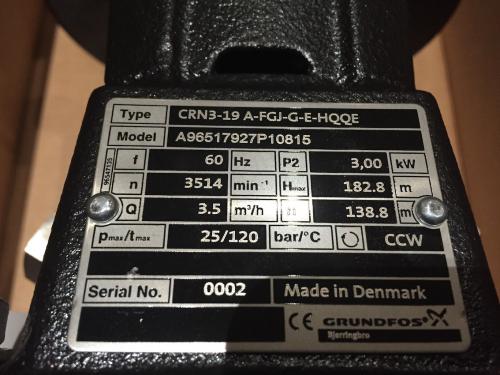 Type CRN3-19 A-FGJ-G-E-HQQE
Model A96517927P10815
f 60 Hz P2 3,00 kW
n 3514 min⁻¹ Hmax 182.8 m
Q 3.5 m³/h 138.8 m
pmax/tmax 25/120 bar/°C CCW
96547135
Serial No. 0002 Made in Denmark
CE GRUNDFOS X
Bjerringbro